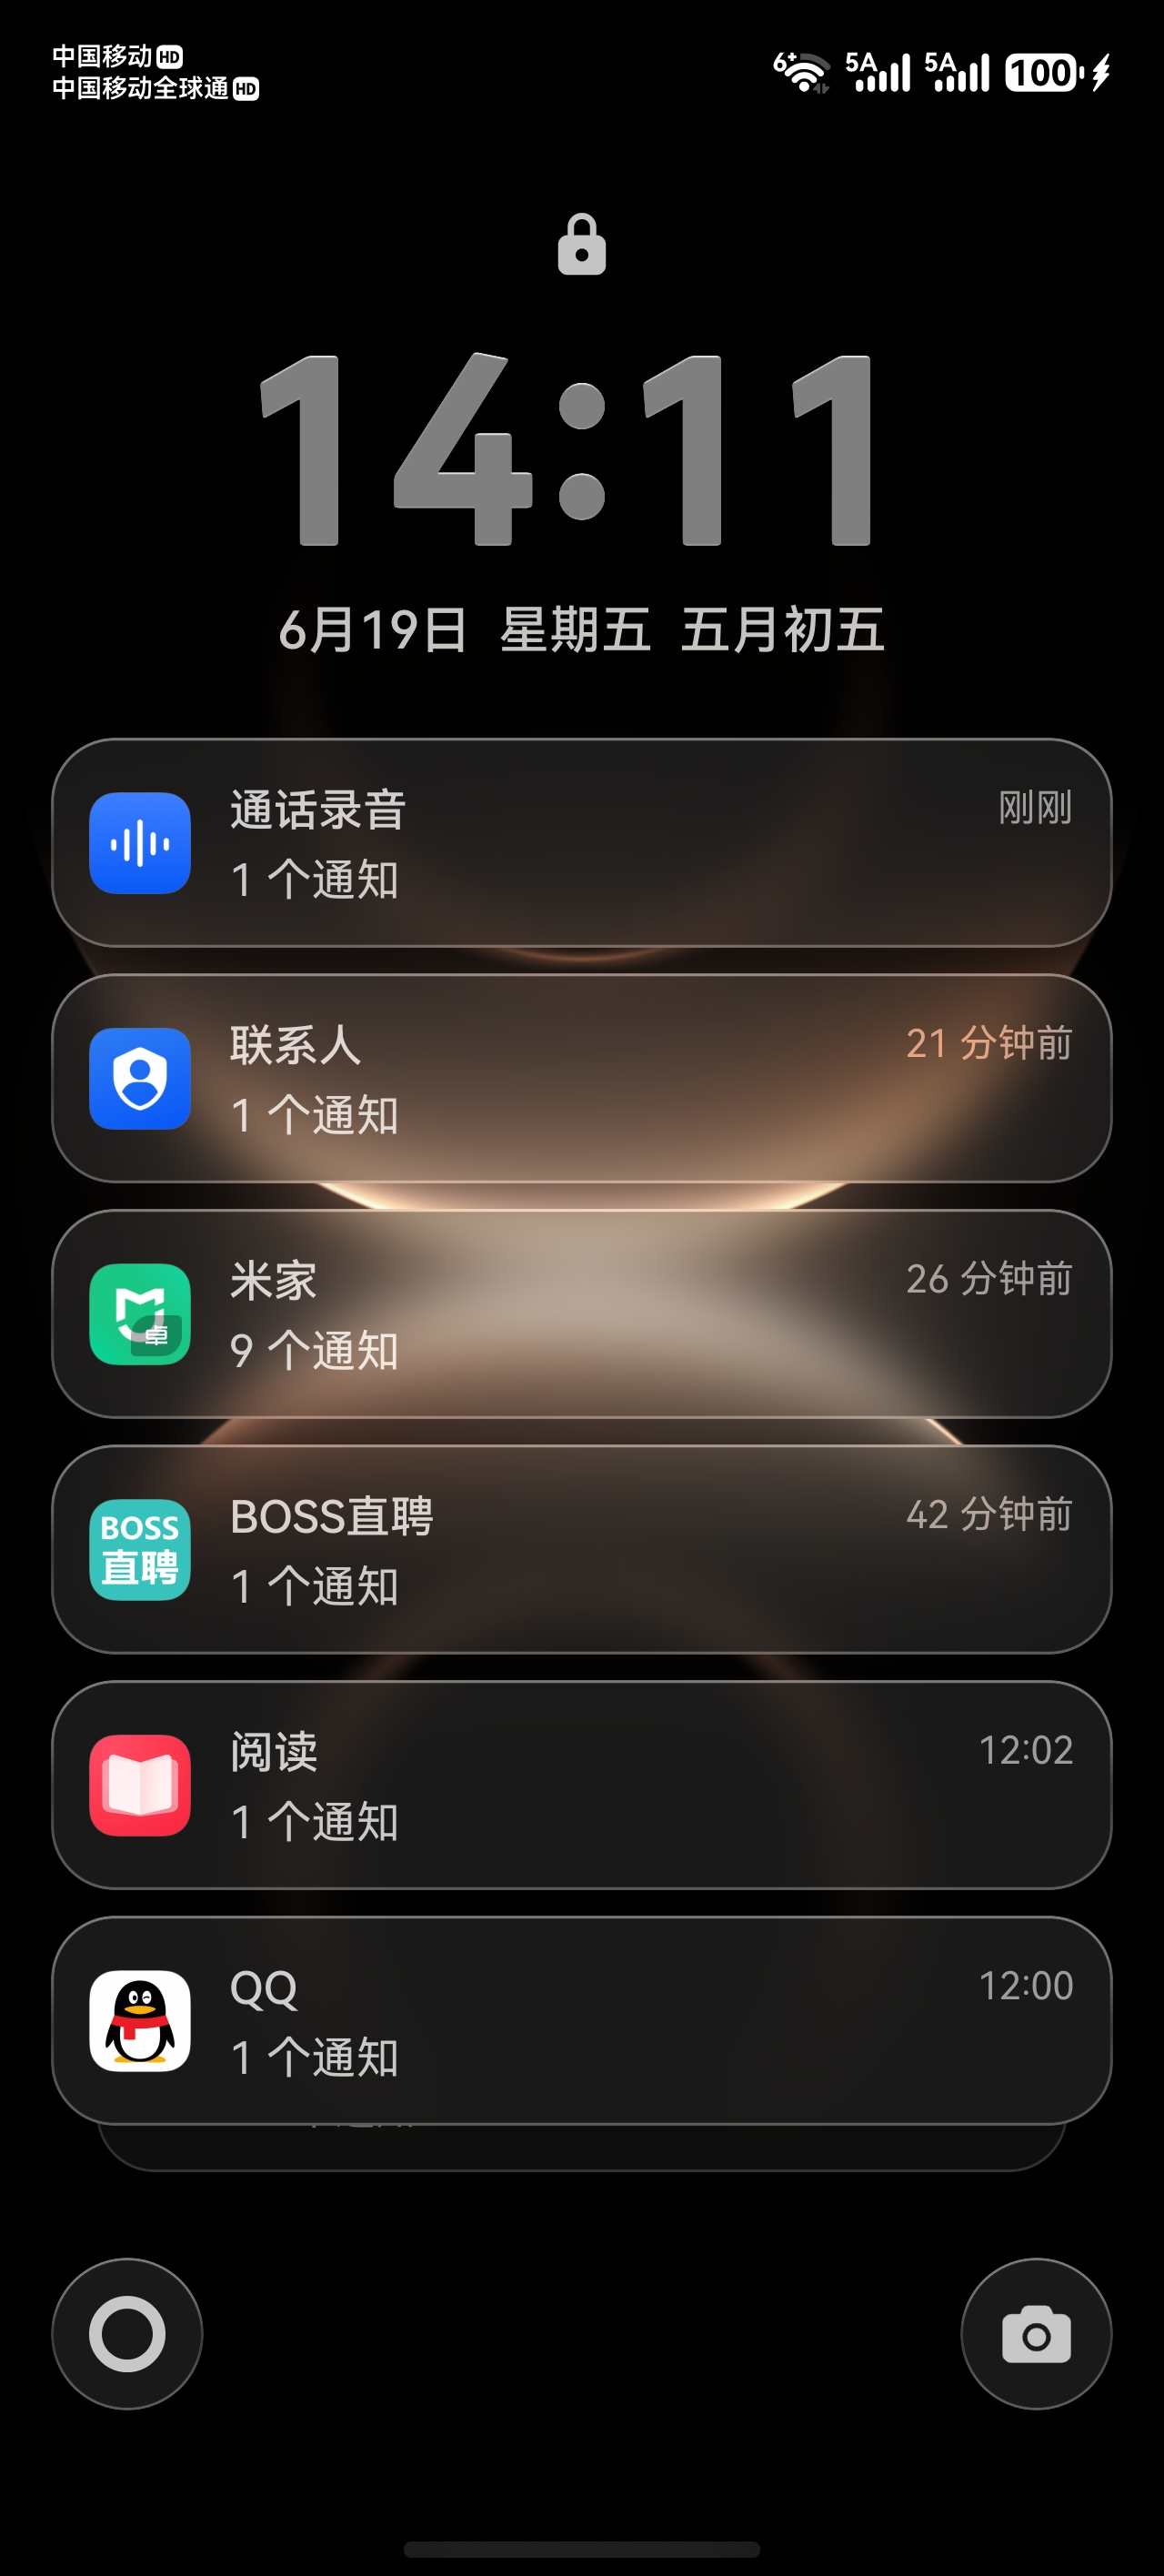 中国移动HD
中国移动全球通HD
6+ 5A 5A 100
14:11
6月19日 星期五 五月初五
通话录音 刚刚
1 个通知
联系人 21 分钟前
1 个通知
卓
米家 26 分钟前
9 个通知
BOSS
直聘
BOSS直聘 42 分钟前
1 个通知
阅读 12:02
1 个通知
QQ 12:00
1 个通知